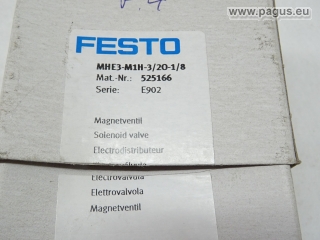 © www.pagus.eu
FESTO
MHE3-M1H-3/2O-1/8
Mat.-Nr.: 525166
Serie: E902
Magnetventil
Solenoid valve
Electrodistributeur
Electroválvula
Elettrovalvola
Magnetventil